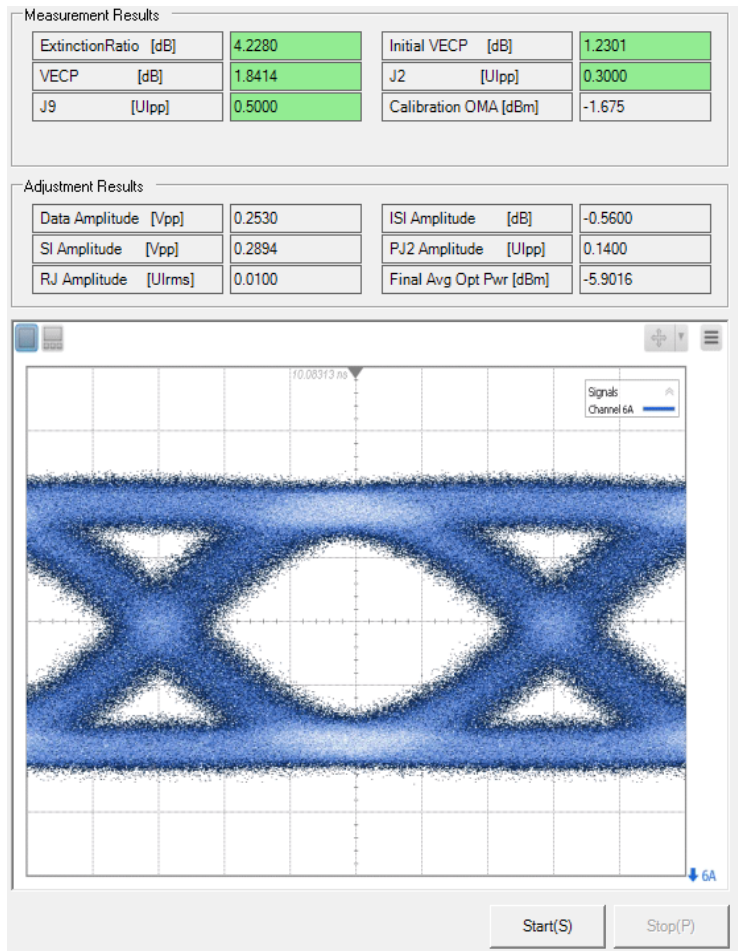 Measurement Results
ExtinctionRatio [dB] 4.2280 Initial VECP [dB] 1.2301
VECP [dB] 1.8414 J2 [UIpp] 0.3000
J9 [UIpp] 0.5000 Calibration OMA [dBm] -1.675
Adjustment Results
Data Amplitude [Vpp] 0.2530 ISI Amplitude [dB] -0.5600
SI Amplitude [Vpp] 0.2894 PJ2 Amplitude [UIpp] 0.1400
RJ Amplitude [UIrms] 0.0100 Final Avg Opt Pwr [dBm] -5.9016
10.08313 ns
Signals
Channel 6A
6A
Start(S) Stop(P)